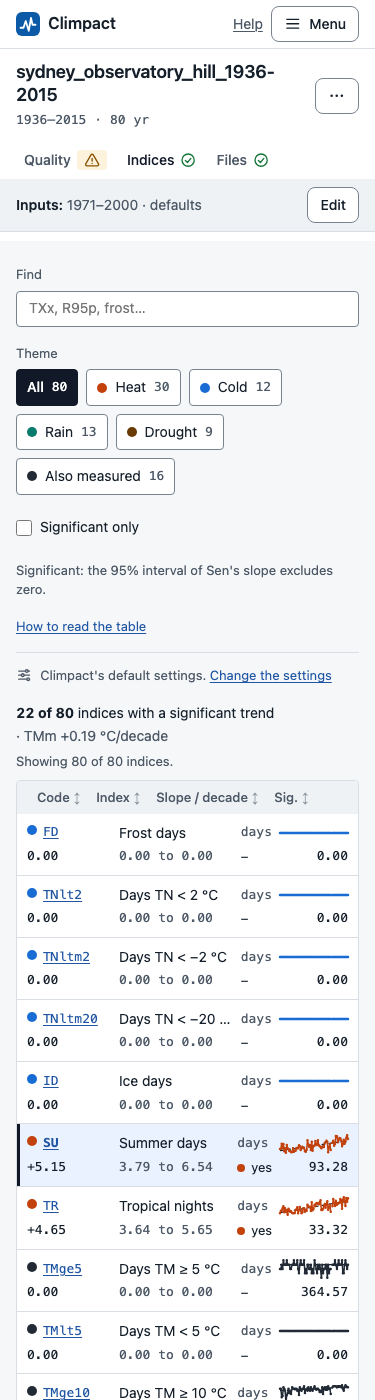 Climpact
Help
Menu
sydney_observatory_hill_1936-
2015
1936–2015 · 80 yr
...
Quality
Indices
Files
Inputs: 1971–2000 · defaults
Edit
Find
TXx, R95p, frost...
Theme
All 80
Heat 30
Cold 12
Rain 13
Drought 9
Also measured 16
Significant only
Significant: the 95% interval of Sen's slope excludes
zero.
How to read the table
Climpact's default settings. Change the settings
22 of 80 indices with a significant trend
· TMm +0.19 °C/decade
Showing 80 of 80 indices.
Code Index Slope / decade Sig.
FD Frost days days
0.00 0.00 to 0.00 – 0.00
TNlt2 Days TN < 2 °C days
0.00 0.00 to 0.00 – 0.00
TNltm2 Days TN < −2 °C days
0.00 0.00 to 0.00 – 0.00
TNltm20 Days TN < −20 ... days
0.00 0.00 to 0.00 – 0.00
ID Ice days days
0.00 0.00 to 0.00 – 0.00
SU Summer days days
+5.15 3.79 to 6.54 yes 93.28
TR Tropical nights days
+4.65 3.64 to 5.65 yes 33.32
TMge5 Days TM ≥ 5 °C days
0.00 0.00 to 0.00 – 364.57
TMlt5 Days TM < 5 °C days
0.00 0.00 to 0.00 – 0.00
TMge10 Days TM ≥ 10 °C days